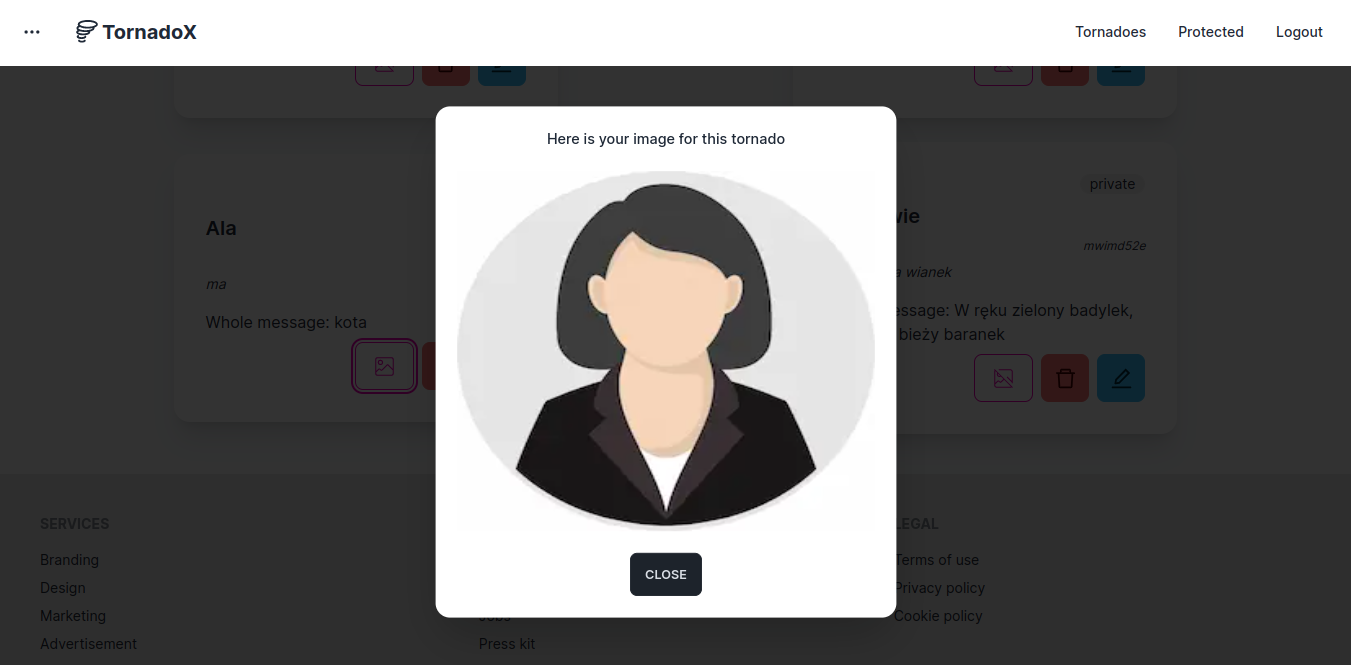 TornadoX
Tornadoes Protected Logout
Here is your image for this tornado
private
Ala
mwimd52e
ma
a wianek
Whole message: kota
W ręku zielony badylek,
bieży baranek
CLOSE
SERVICES
LEGAL
Branding
Terms of use
Design
Privacy policy
Marketing
Jobs
Cookie policy
Advertisement
Press kit